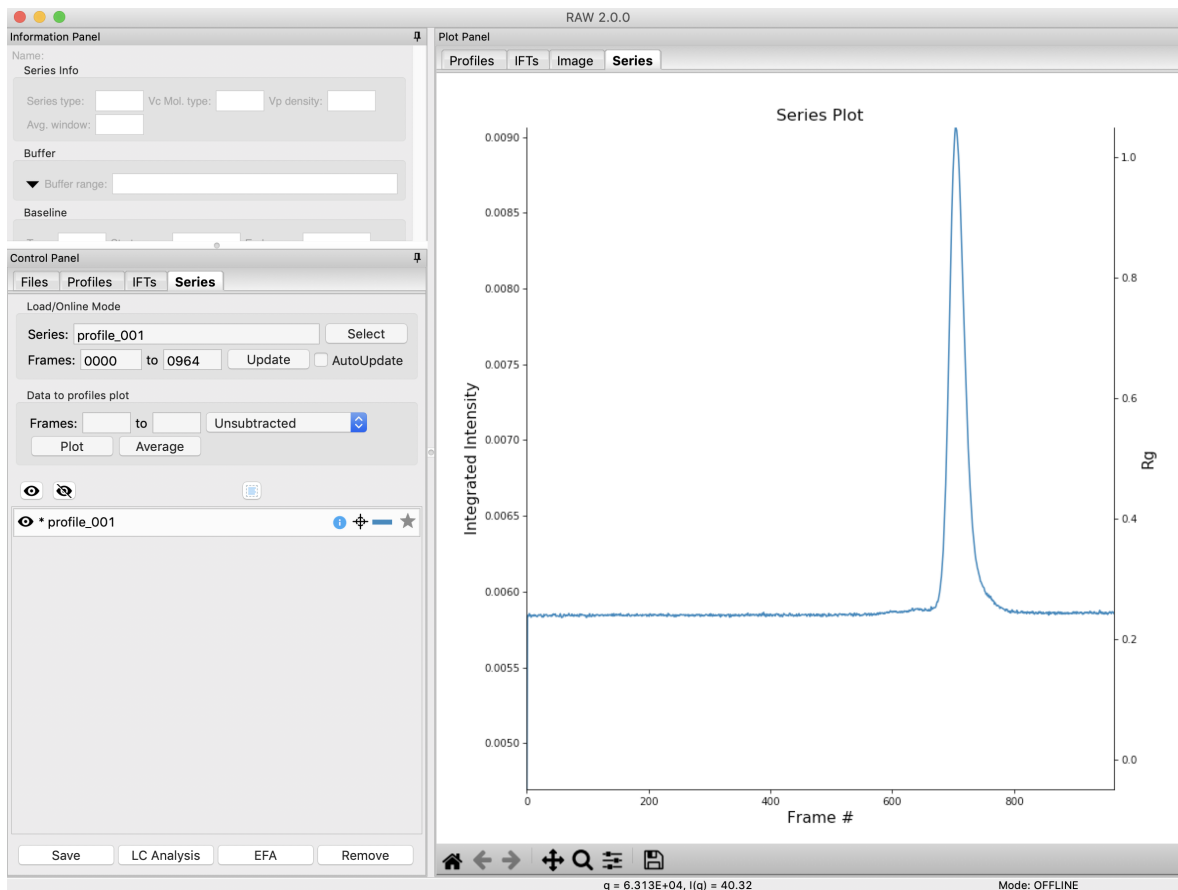 RAW 2.0.0
Information Panel
Name:
Series Info
Series type: Vc Mol. type: Vp density:
Avg. window:
Buffer
Buffer range:
Baseline
Control Panel
Files Profiles IFTs Series
Load/Online Mode
Series: profile_001 Select
Frames: 0000 to 0964 Update AutoUpdate
Data to profiles plot
Frames: to Unsubtracted
Plot Average
* profile_001
Save LC Analysis EFA Remove
Plot Panel
Profiles IFTs Image Series
Series Plot
0.0090
0.0085
0.0080
0.0075
0.0070
0.0065
0.0060
0.0055
0.0050
Integrated Intensity
1.0
0.8
0.6
0.4
0.2
0.0
Rg
0 200 400 600 800
Frame #
q = 6.313E+04, I(q) = 40.32 Mode: OFFLINE